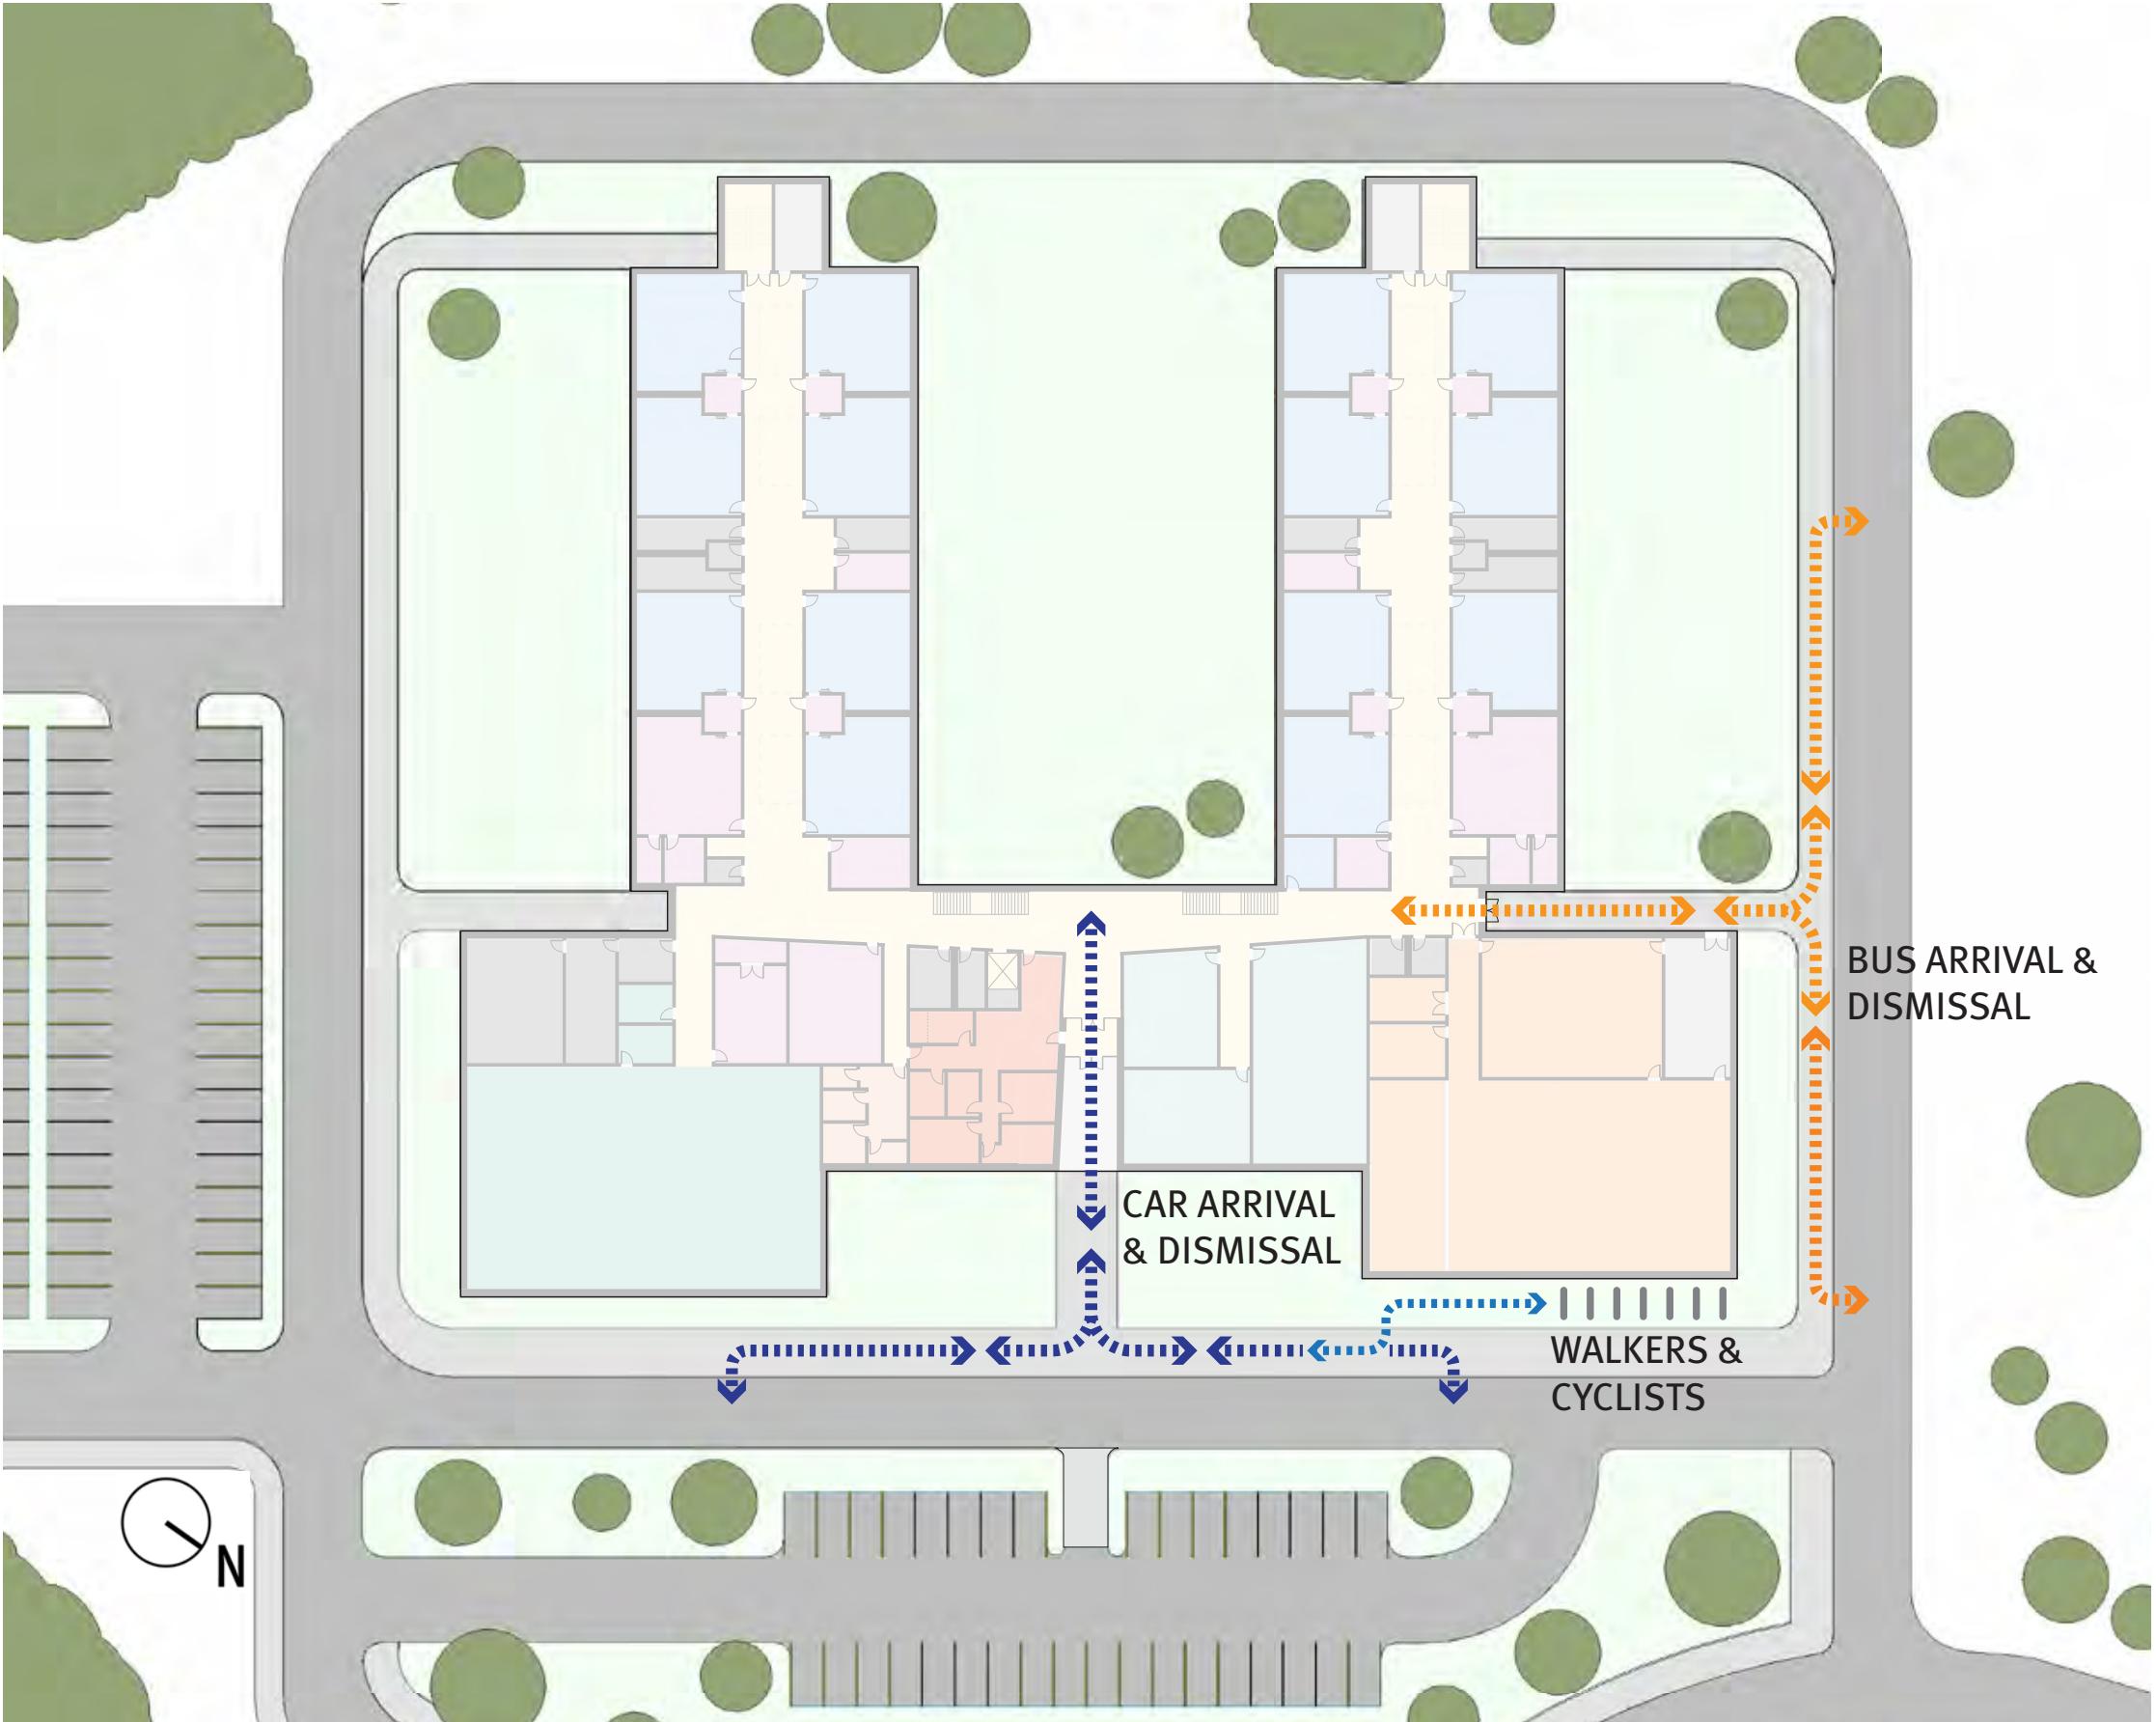 BUS ARRIVAL &
DISMISSAL
CAR ARRIVAL
& DISMISSAL
WALKERS &
CYCLISTS
N